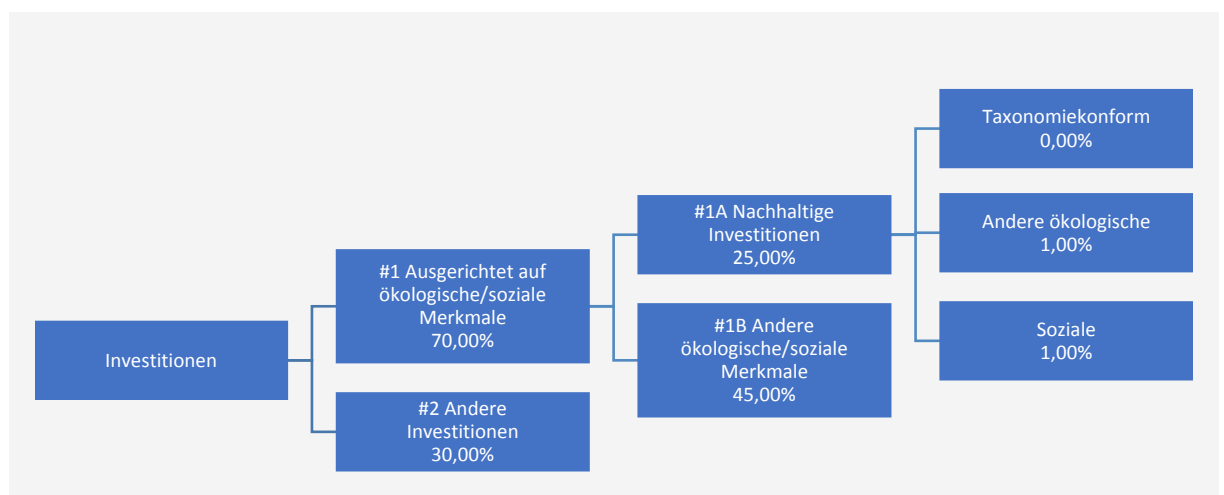 Investitionen
#1 Ausgerichtet auf
ökologische/soziale
Merkmale
70,00%
#2 Andere
Investitionen
30,00%
#1A Nachhaltige
Investitionen
25,00%
#1B Andere
ökologische/soziale
Merkmale
45,00%
Taxonomiekonform
0,00%
Andere ökologische
1,00%
Soziale
1,00%